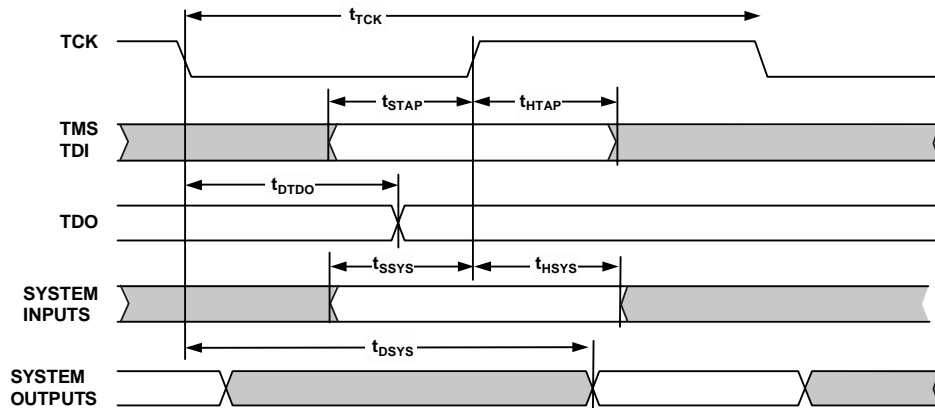 tTCK
TCK
tSTAP
tHTAP
TMS
TDI
tDTDO
TDO
tSSYS
tHSYS
SYSTEM
INPUTS
tDSYS
SYSTEM
OUTPUTS